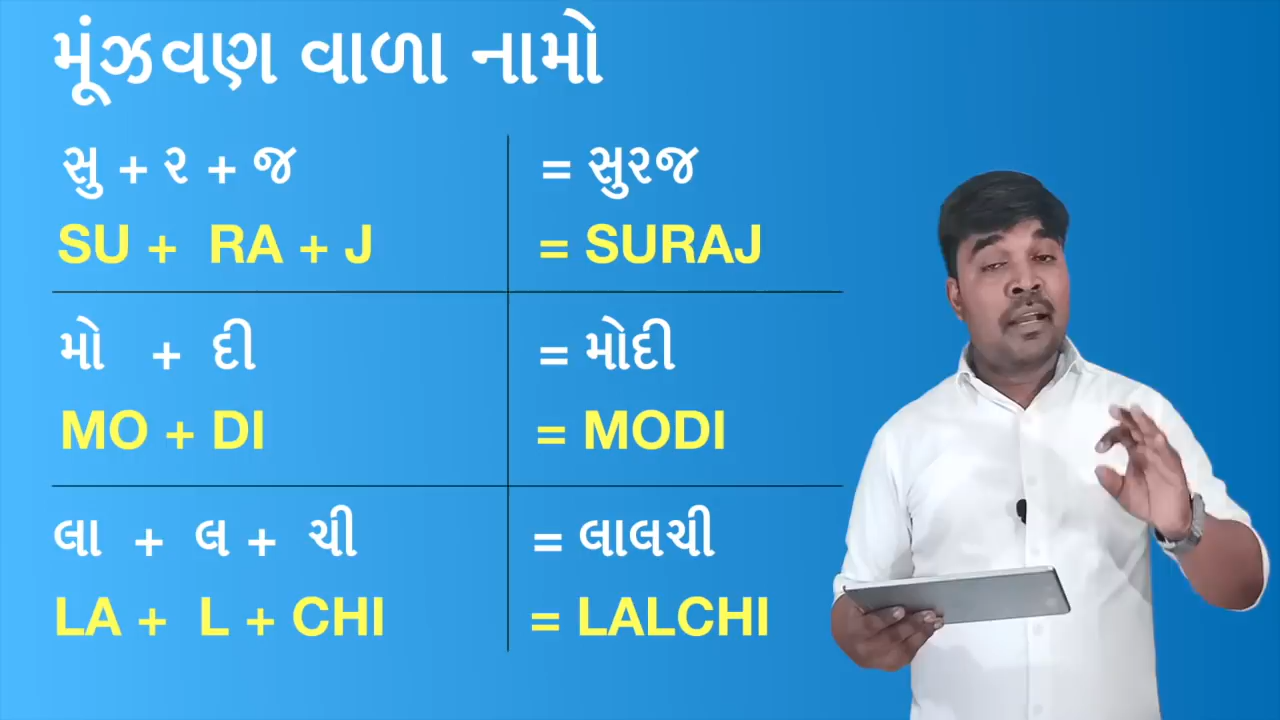 મૂંઝવણ વાળા નામો
સુ + ર + જ = સુરજ
SU + RA + J = SURAJ
મો + દી = મોદી
MO + DI = MODI
લા + લ + ચી = લાલચી
LA + L + CHI = LALCHI